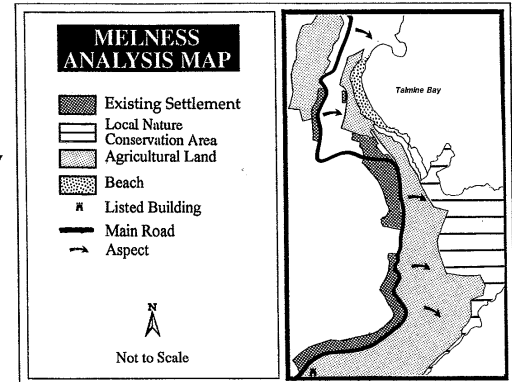 MELNESS
ANALYSIS MAP
Existing Settlement
Local Nature
Conservation Area
Agricultural Land
Beach
Listed Building
Main Road
Aspect
N
Not to Scale
Talmine Bay